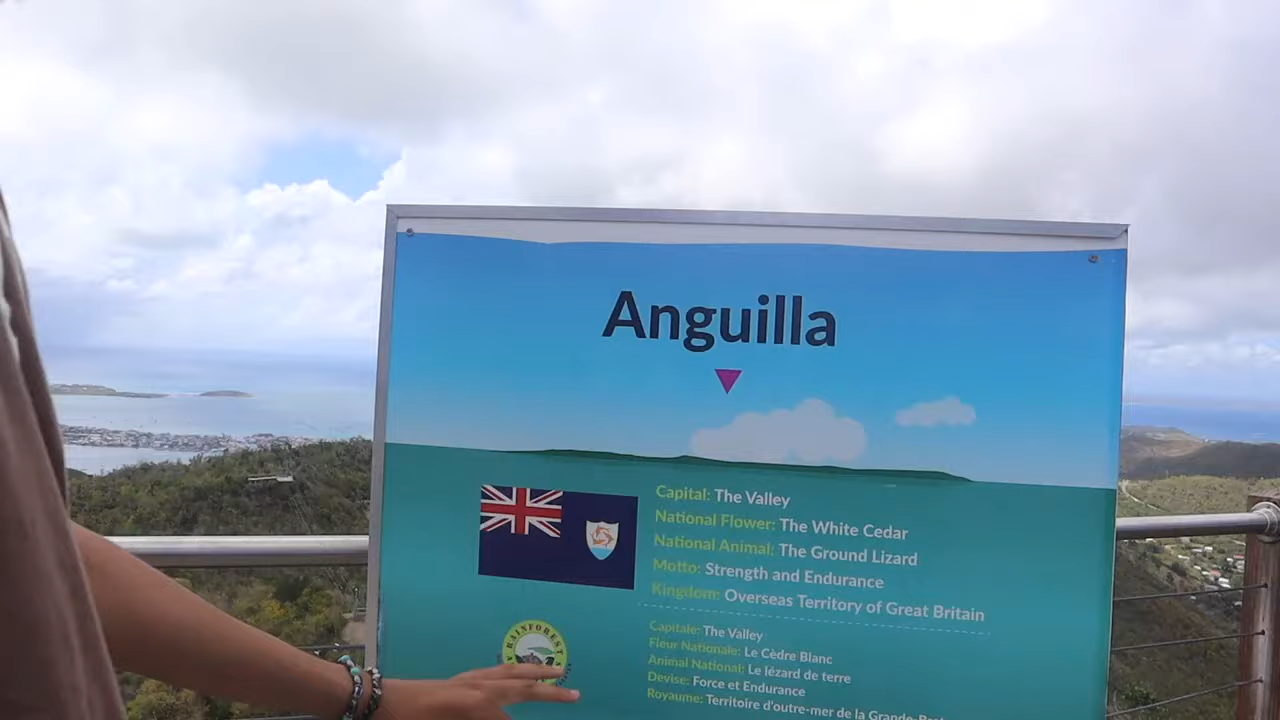 Anguilla
Capital: The Valley
National Flower: The White Cedar
National Animal: The Ground Lizard
Motto: Strength and Endurance
Kingdom: Overseas Territory of Great Britain
RAINFOREST
Capitale: The Valley
Fleur Nationale: Le Cèdre Blanc
Animal National: Le lézard de terre
Devise: Force et Endurance
Royaume: Territoire d'outre-mer de la